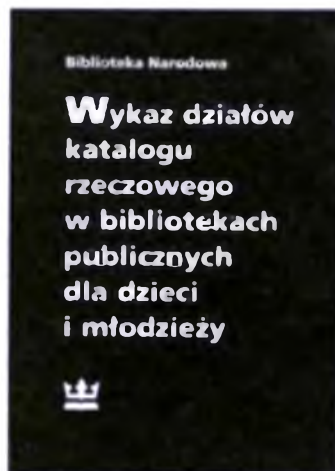 Biblioteka Narodowa
Wykaz działów
katalogu
rzeczowego
w bibliotekach
publicznych
dla dzieci
i młodzieży